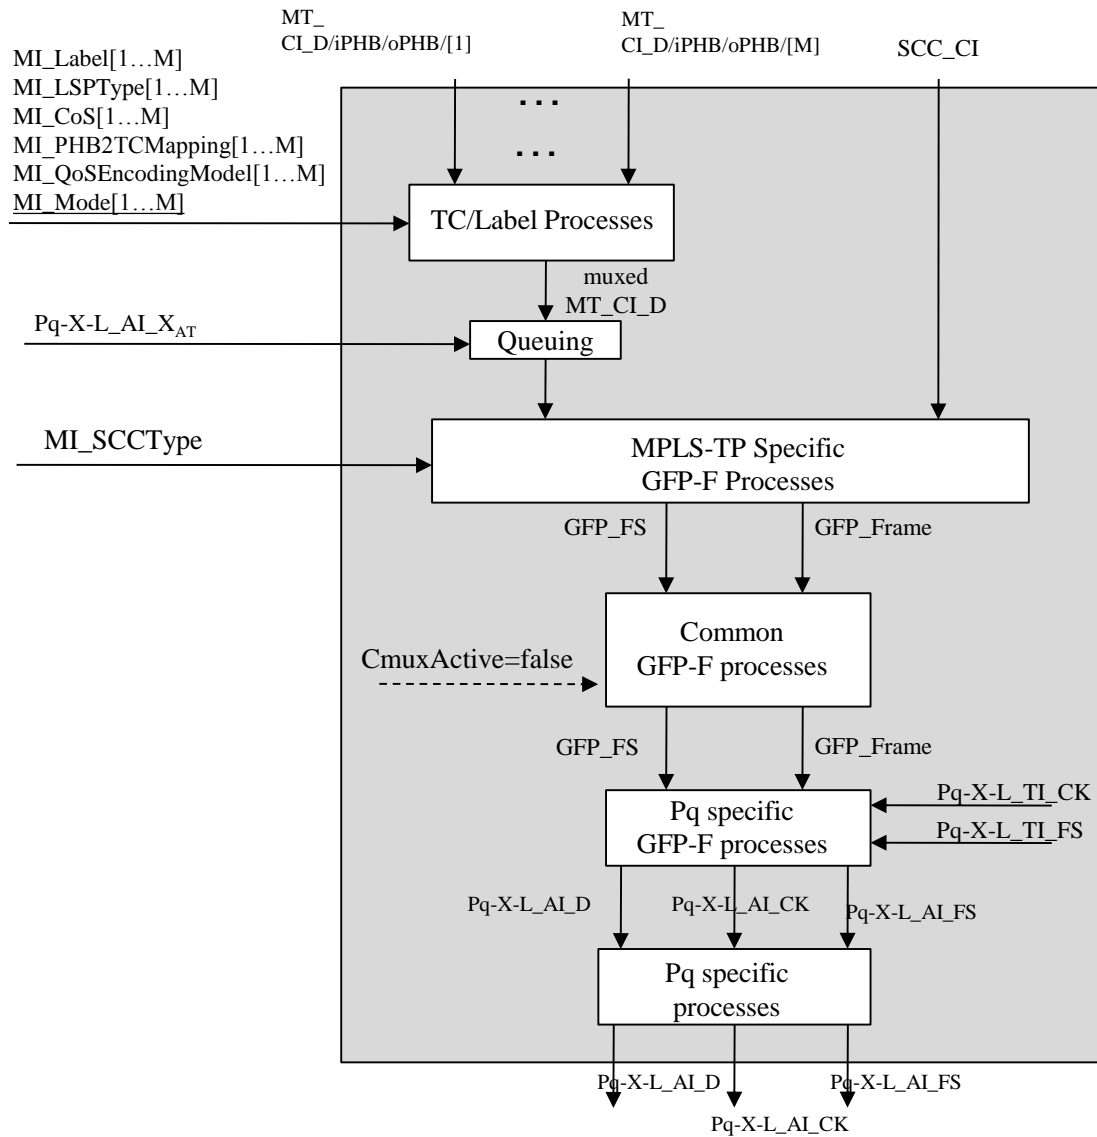 MT_
CI_D/iPHB/oPHB/[1]
MT_
CI_D/iPHB/oPHB/[M]
SCC_CI
MI_Label[1…M]
MI_LSPType[1…M]
MI_CoS[1…M]
MI_PHB2TCMapping[1…M]
MI_QoSEncodingModel[1…M]
MI_Mode[1…M]
...
...
TC/Label Processes
muxed
MT_CI_D
Pq-X-L_AI_XAT
Queuing
MI_SCCType
MPLS-TP Specific
GFP-F Processes
GFP_FS
GFP_Frame
Common
GFP-F processes
CmuxActive=false
GFP_FS
GFP_Frame
Pq specific
GFP-F processes
Pq-X-L_TI_CK
Pq-X-L_TI_FS
Pq-X-L_AI_D
Pq-X-L_AI_CK
Pq-X-L_AI_FS
Pq specific
processes
Pq-X-L_AI_D
Pq-X-L_AI_FS
Pq-X-L_AI_CK